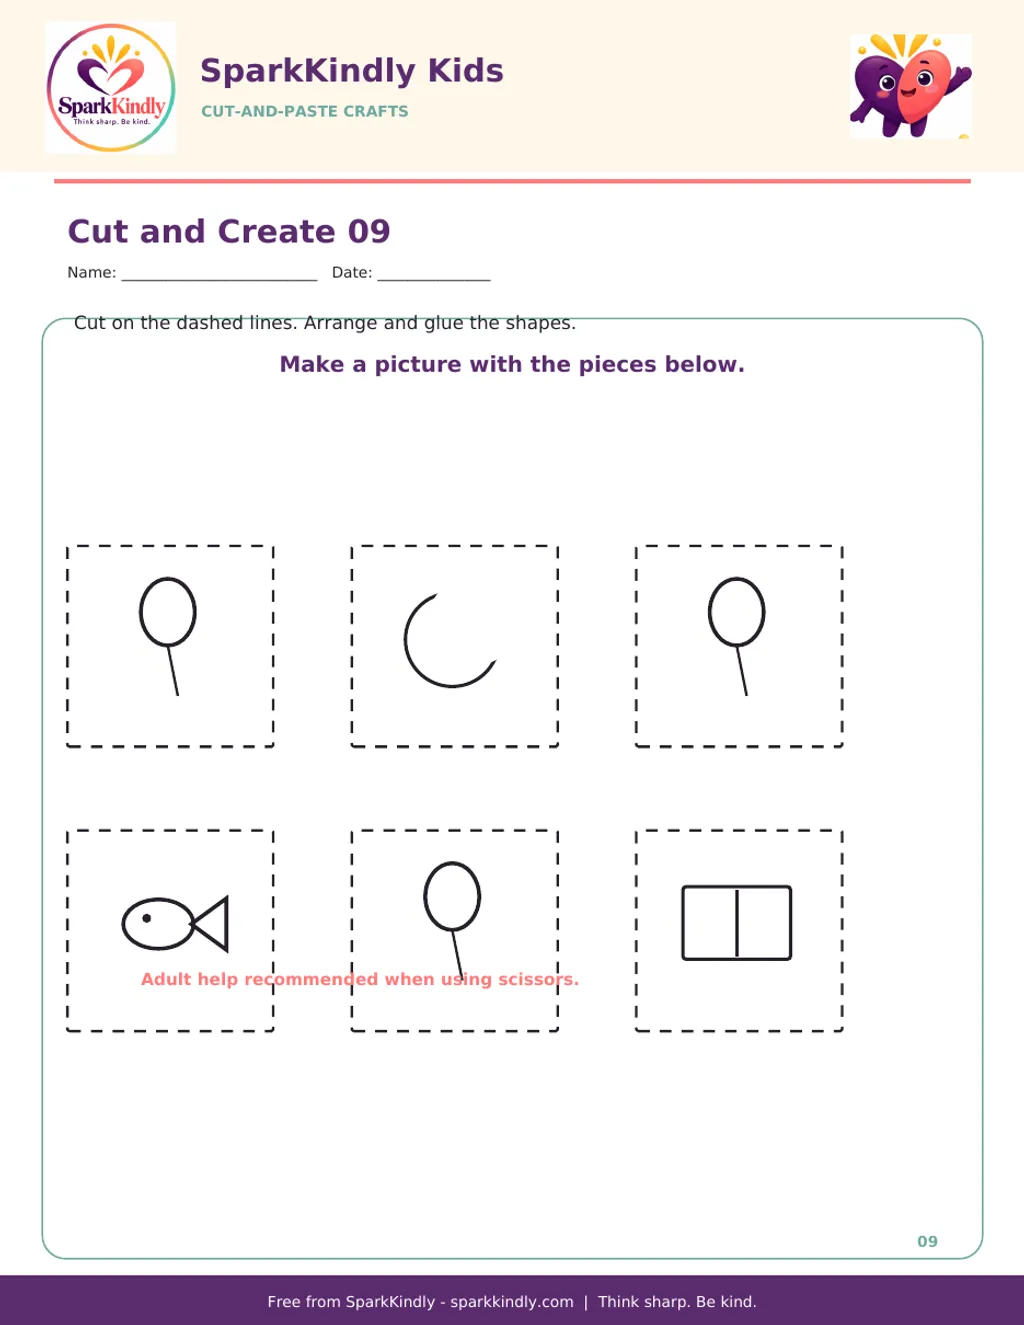 SparkKindly
Think sharp. Be kind.
SparkKindly Kids
CUT-AND-PASTE CRAFTS
Cut and Create 09
Name: __________________________ Date: _______________
Cut on the dashed lines. Arrange and glue the shapes.
Make a picture with the pieces below.
Adult help recommended when using scissors.
09
Free from SparkKindly - sparkkindly.com | Think sharp. Be kind.